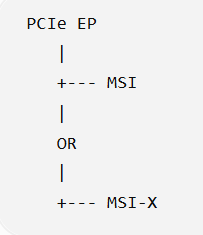 PCIe EP
|
+--- MSI
|
OR
|
+--- MSI-X